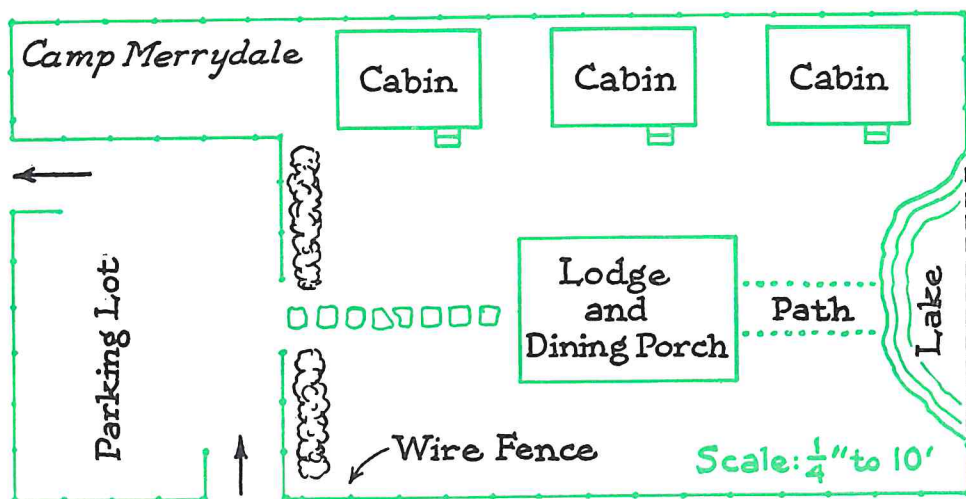 Camp Merrydale
Cabin
Cabin
Cabin
Parking Lot
Lodge
and
Dining Porch
Path
Lake
Wire Fence
Scale: 1/4" to 10'